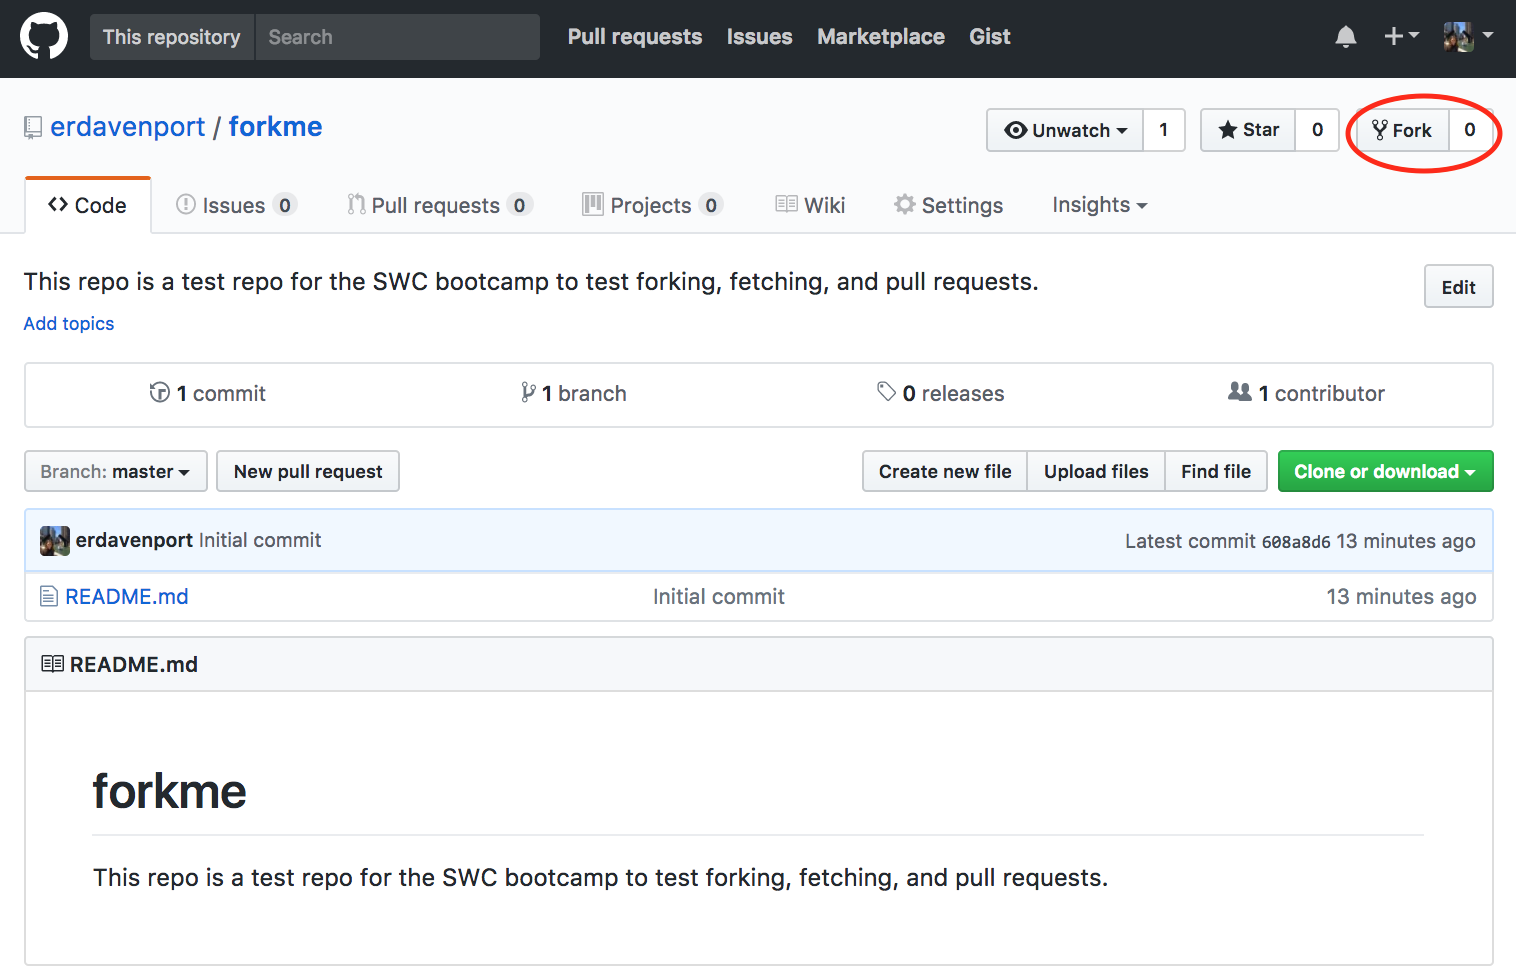 This repository Search Pull requests Issues Marketplace Gist
erdavenport / forkme Unwatch 1 Star 0 Fork 0
Code Issues 0 Pull requests 0 Projects 0 Wiki Settings Insights
This repo is a test repo for the SWC bootcamp to test forking, fetching, and pull requests. Edit
Add topics
1 commit 1 branch 0 releases 1 contributor
Branch: master New pull request Create new file Upload files Find file Clone or download
erdavenport Initial commit Latest commit 608a8d6 13 minutes ago
README.md Initial commit 13 minutes ago
README.md
forkme
This repo is a test repo for the SWC bootcamp to test forking, fetching, and pull requests.